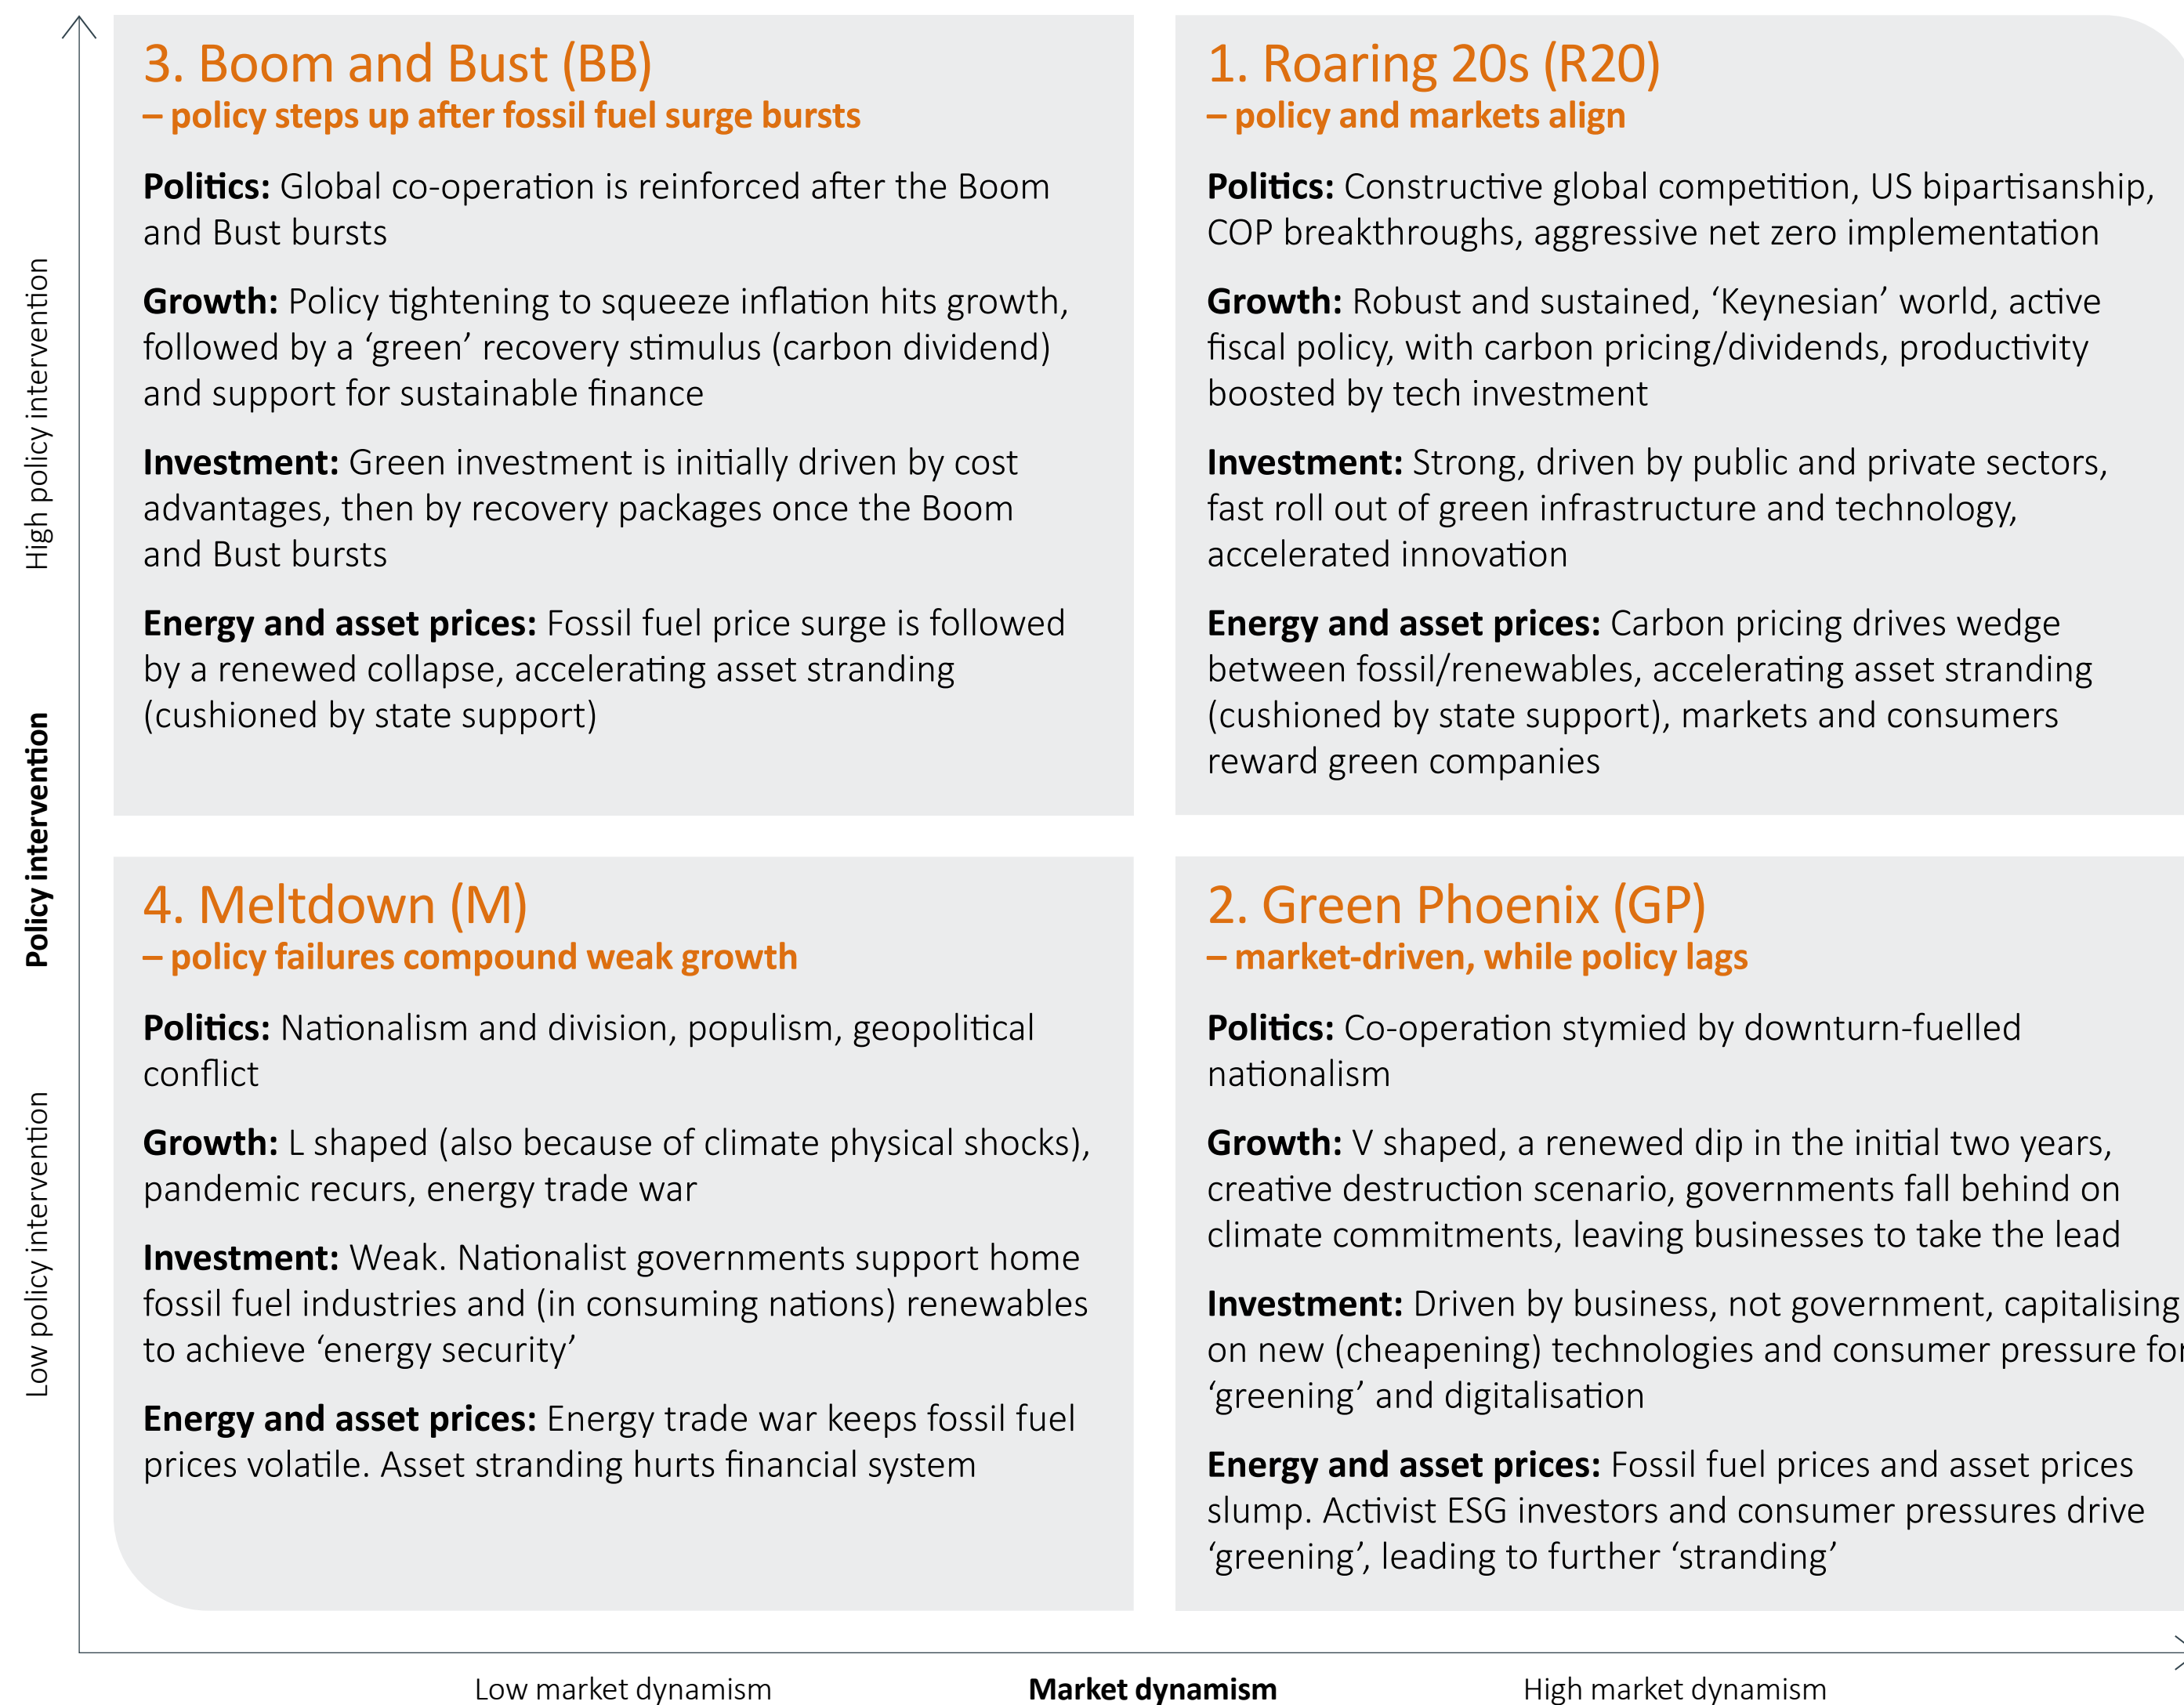 3. Boom and Bust (BB)
– policy steps up after fossil fuel surge bursts
Politics: Global co-operation is reinforced after the Boom
and Bust bursts
Growth: Policy tightening to squeeze inflation hits growth,
followed by a ‘green’ recovery stimulus (carbon dividend)
and support for sustainable finance
Investment: Green investment is initially driven by cost
advantages, then by recovery packages once the Boom
and Bust bursts
Energy and asset prices: Fossil fuel price surge is followed
by a renewed collapse, accelerating asset stranding
(cushioned by state support)
1. Roaring 20s (R20)
– policy and markets align
Politics: Constructive global competition, US bipartisanship,
COP breakthroughs, aggressive net zero implementation
Growth: Robust and sustained, ‘Keynesian’ world, active
fiscal policy, with carbon pricing/dividends, productivity
boosted by tech investment
Investment: Strong, driven by public and private sectors,
fast roll out of green infrastructure and technology,
accelerated innovation
Energy and asset prices: Carbon pricing drives wedge
between fossil/renewables, accelerating asset stranding
(cushioned by state support), markets and consumers
reward green companies
4. Meltdown (M)
– policy failures compound weak growth
Politics: Nationalism and division, populism, geopolitical
conflict
Growth: L shaped (also because of climate physical shocks),
pandemic recurs, energy trade war
Investment: Weak. Nationalist governments support home
fossil fuel industries and (in consuming nations) renewables
to achieve ‘energy security’
Energy and asset prices: Energy trade war keeps fossil fuel
prices volatile. Asset stranding hurts financial system
2. Green Phoenix (GP)
– market-driven, while policy lags
Politics: Co-operation stymied by downturn-fuelled
nationalism
Growth: V shaped, a renewed dip in the initial two years,
creative destruction scenario, governments fall behind on
climate commitments, leaving businesses to take the lead
Investment: Driven by business, not government, capitalising
on new (cheapening) technologies and consumer pressure for
‘greening’ and digitalisation
Energy and asset prices: Fossil fuel prices and asset prices
slump. Activist ESG investors and consumer pressures drive
‘greening’, leading to further ‘stranding’
High policy intervention
Policy intervention
Low policy intervention
Low market dynamism
Market dynamism
High market dynamism